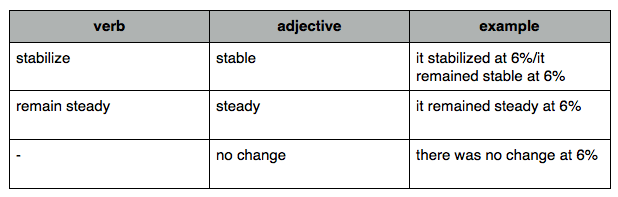 verb adjective example
stabilize stable it stabilized at 6%/it
remained stable at 6%
remain steady steady it remained steady at 6%
- no change there was no change at 6%